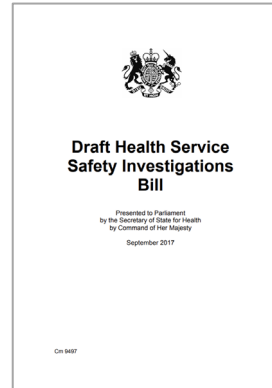 Draft Health Service
Safety Investigations
Bill
Presented to Parliament
by the Secretary of State for Health
by Command of Her Majesty
September 2017
Cm 9497